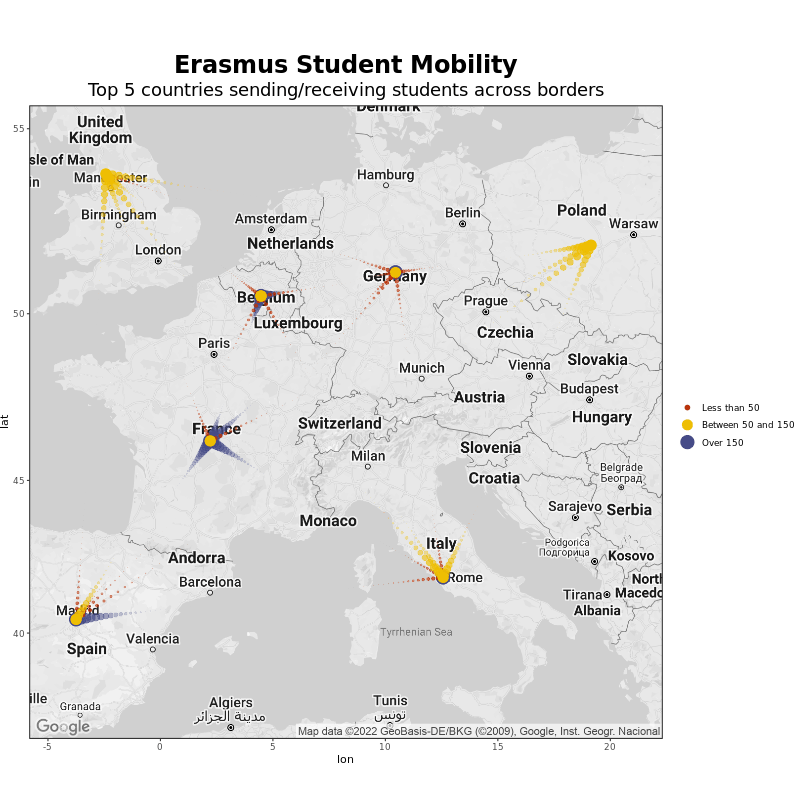 Erasmus Student Mobility
Top 5 countries sending/receiving students across borders
Denmark
55
United
Kingdom
sle of Man
in
Manchester
Hamburg
Birmingham
Amsterdam
Berlin
Poland
Warsaw
Netherlands
London
Germany
Belgium
50
Prague
Luxembourg
Czechia
Paris
Slovakia
Munich
Vienna
Budapest
Austria
Less than 50
Hungary
Between 50 and 150
lat
France
Switzerland
Over 150
Milan
Slovenia
Belgrade
Београд
45
Croatia
Sarajevo
Serbia
Monaco
Italy
Podgorica
Подгорица
Kosovo
Andorra
Barcelona
Rome
North
Macedo
Tirana
Albania
Madrid
40
Tyrrhenian Sea
Valencia
Spain
ille
Granada
Algiers
مدينة الجزائر
Tunis
تونس
Google
Map data ©2022 GeoBasis-DE/BKG (©2009), Google, Inst. Geogr. Nacional
-5
0
5
10
15
20
lon